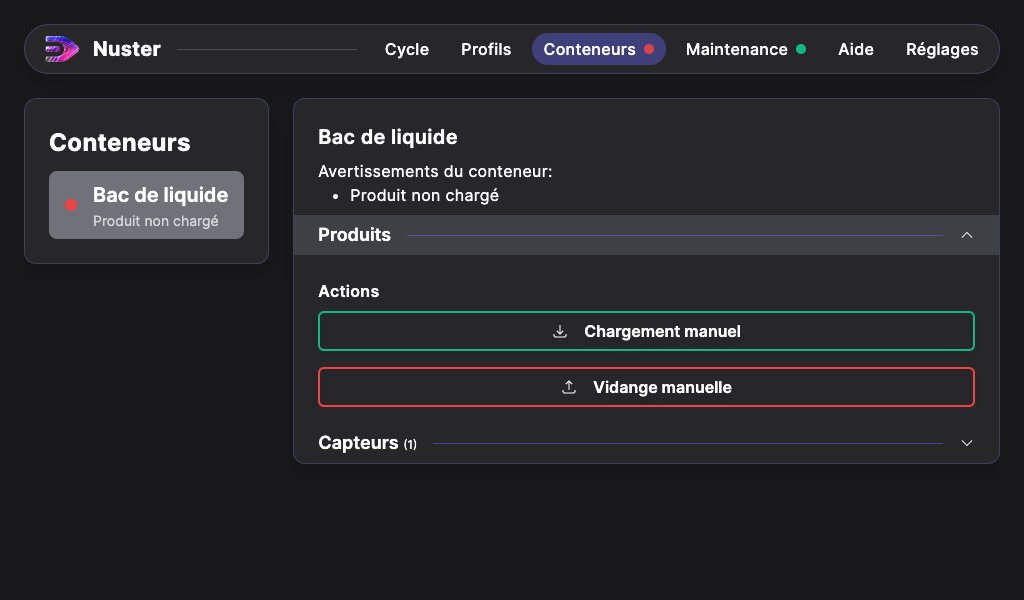 Nuster
Cycle
Profils
Conteneurs
Maintenance
Aide
Réglages
Conteneurs
Bac de liquide
Produit non chargé
Bac de liquide
Avertissements du conteneur:
• Produit non chargé
Produits
Actions
Chargement manuel
Vidange manuelle
Capteurs (1)